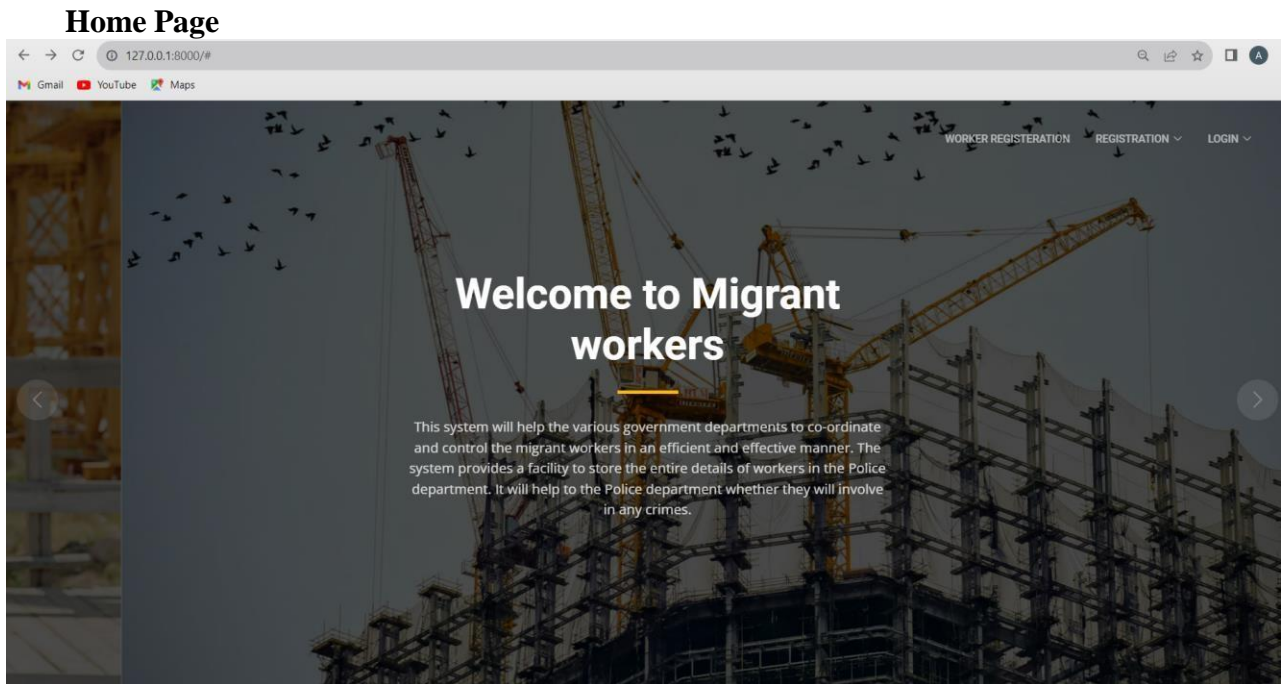 Home Page
127.0.0.1:8000/#
A
Gmail YouTube Maps
WORKER REGISTERATION REGISTRATION LOGIN
Welcome to Migrant
workers
This system will help the various government departments to co-ordinate
and control the migrant workers in an efficient and effective manner. The
system provides a facility to store the entire details of workers in the Police
department. It will help to the Police department whether they will involve
in any crimes.